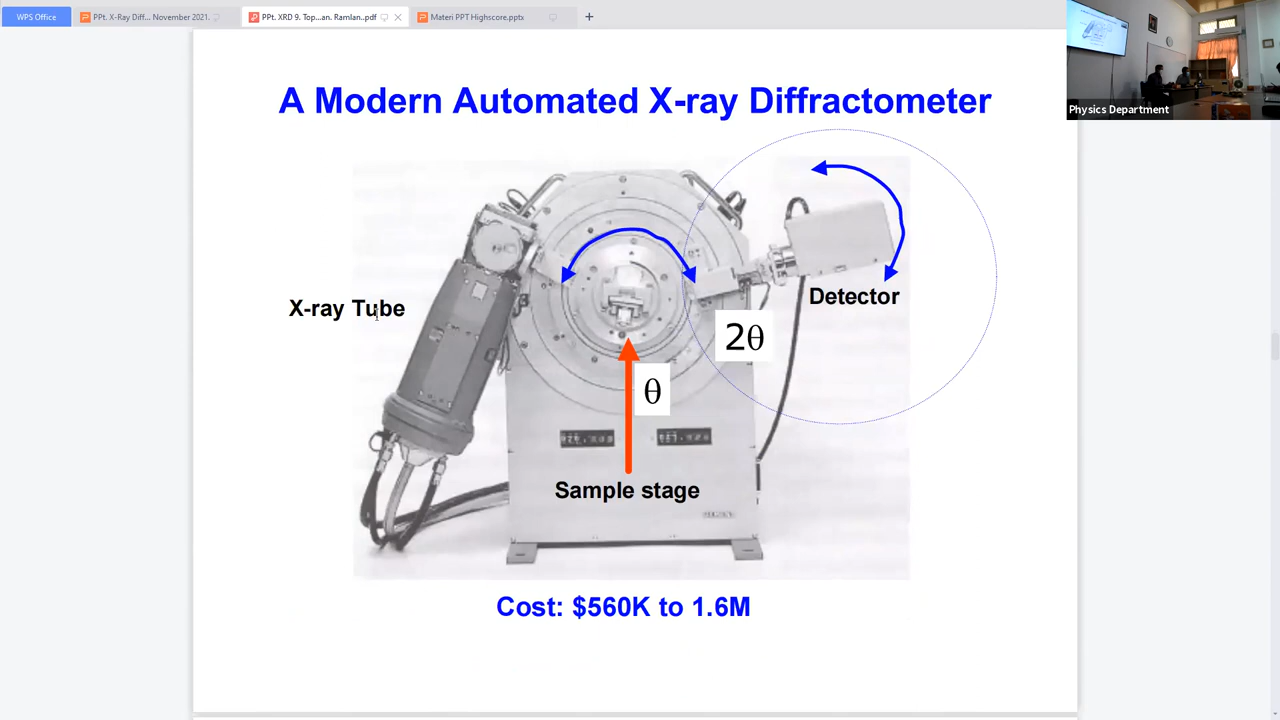 WPS Office
PPt. X-Ray Diff... November 2021.
PPt. XRD 9. Top...an. Ramlan..pdf
Materi PPT Highscore.pptx
A Modern Automated X-ray Diffractometer
Physics Department
X-ray Tube
Detector
2θ
θ
Sample stage
Cost: $560K to 1.6M